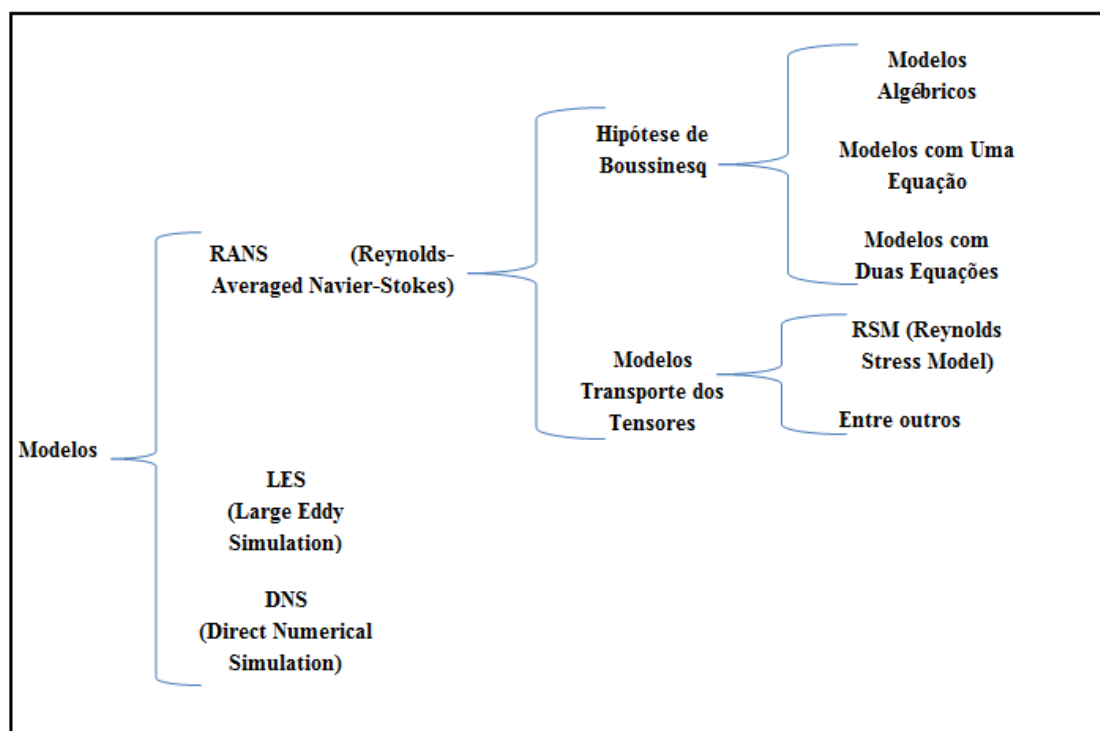 Modelos
RANS (Reynolds-
Averaged Navier-Stokes)
Hipótese de
Boussinesq
Modelos
Algébricos
Modelos com Uma
Equação
Modelos com
Duas Equações
Modelos
Transporte dos
Tensores
RSM (Reynolds
Stress Model)
Entre outros
LES
(Large Eddy
Simulation)
DNS
(Direct Numerical
Simulation)